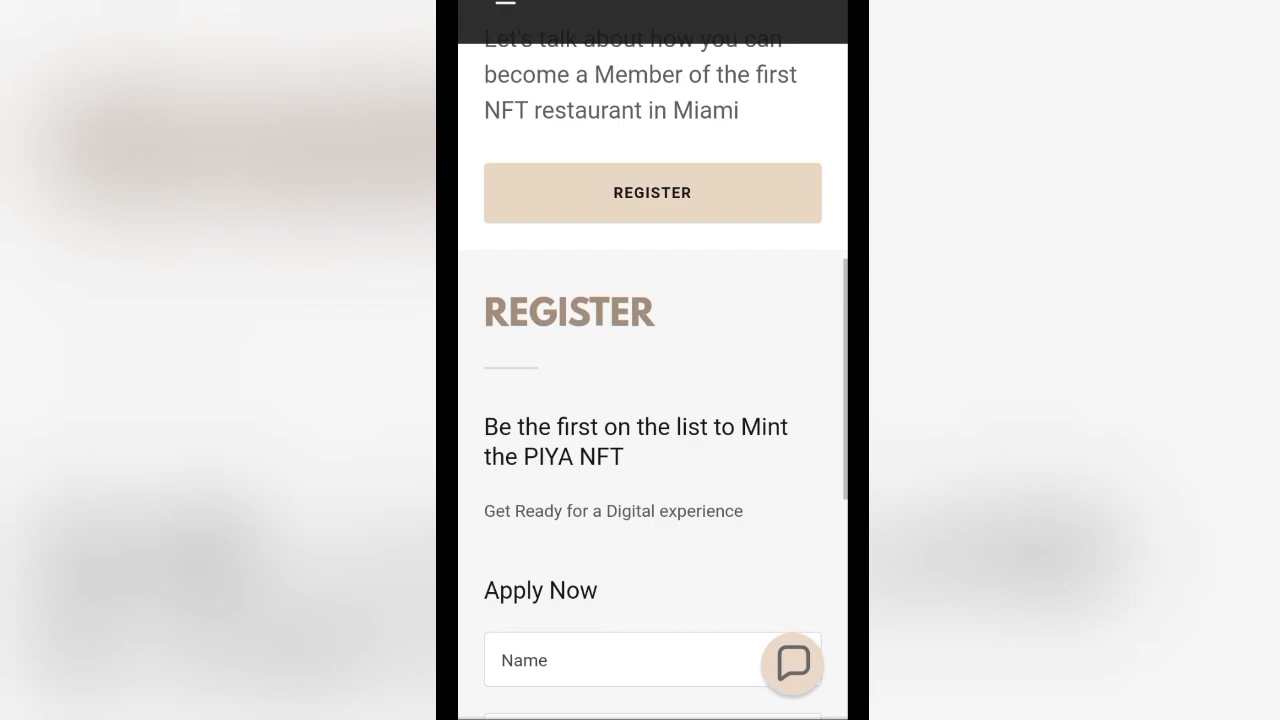 Let's talk about how you can
become a Member of the first
NFT restaurant in Miami
REGISTER
REGISTER
Be the first on the list to Mint
the PIYA NFT
Get Ready for a Digital experience
Apply Now
Name